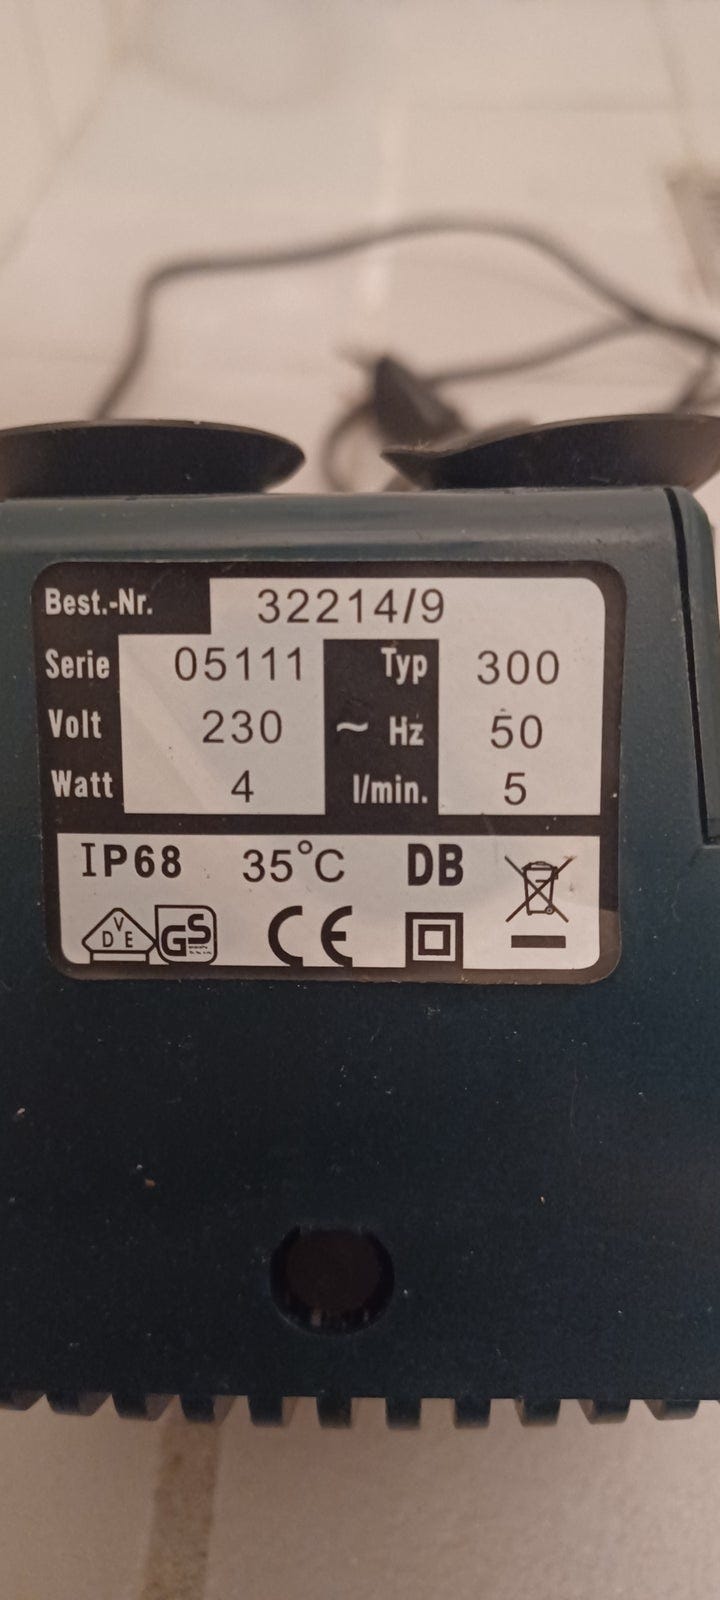 Best.-Nr. 32214/9
Serie 05111 Typ 300
Volt 230 ~ Hz 50
Watt 4 l/min. 5
IP68 35°C DB
DVE GS CE